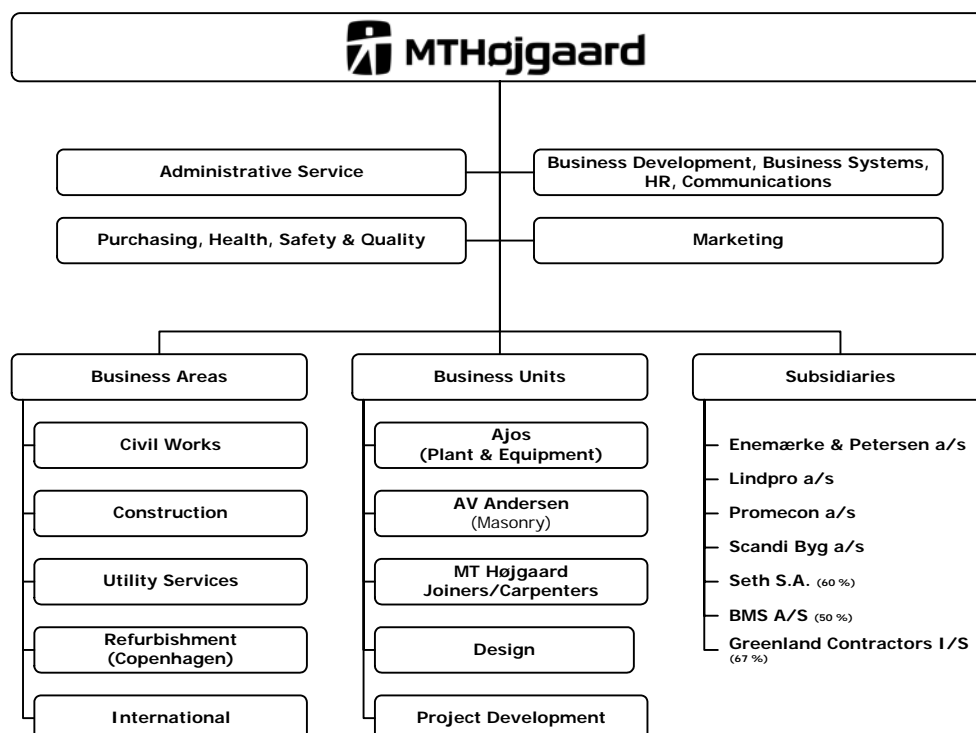 MTHøjgaard
Administrative Service
Business Development, Business Systems,
HR, Communications
Purchasing, Health, Safety & Quality
Marketing
Business Areas
Civil Works
Construction
Utility Services
Refurbishment
(Copenhagen)
International
Business Units
Ajos
(Plant & Equipment)
AV Andersen
(Masonry)
MT Højgaard
Joiners/Carpenters
Design
Project Development
Subsidiaries
Enemærke & Petersen a/s
Lindpro a/s
Promecon a/s
Scandi Byg a/s
Seth S.A. (60 %)
BMS A/S (50 %)
Greenland Contractors I/S
(67 %)